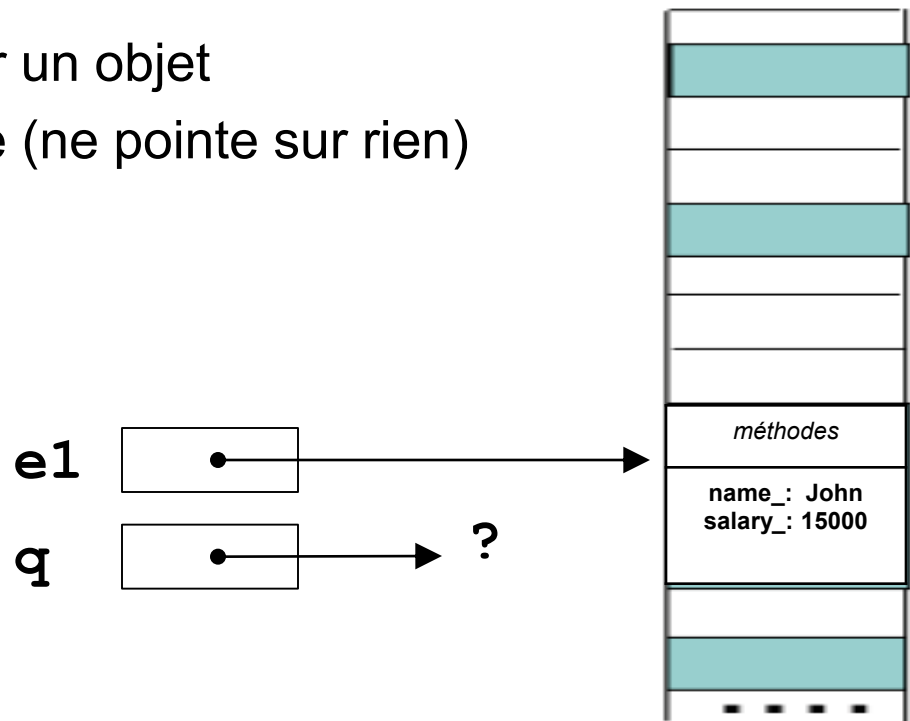 un objet
(ne pointe sur rien)
méthodes
e1
name_: John
salary_: 15000
q ?